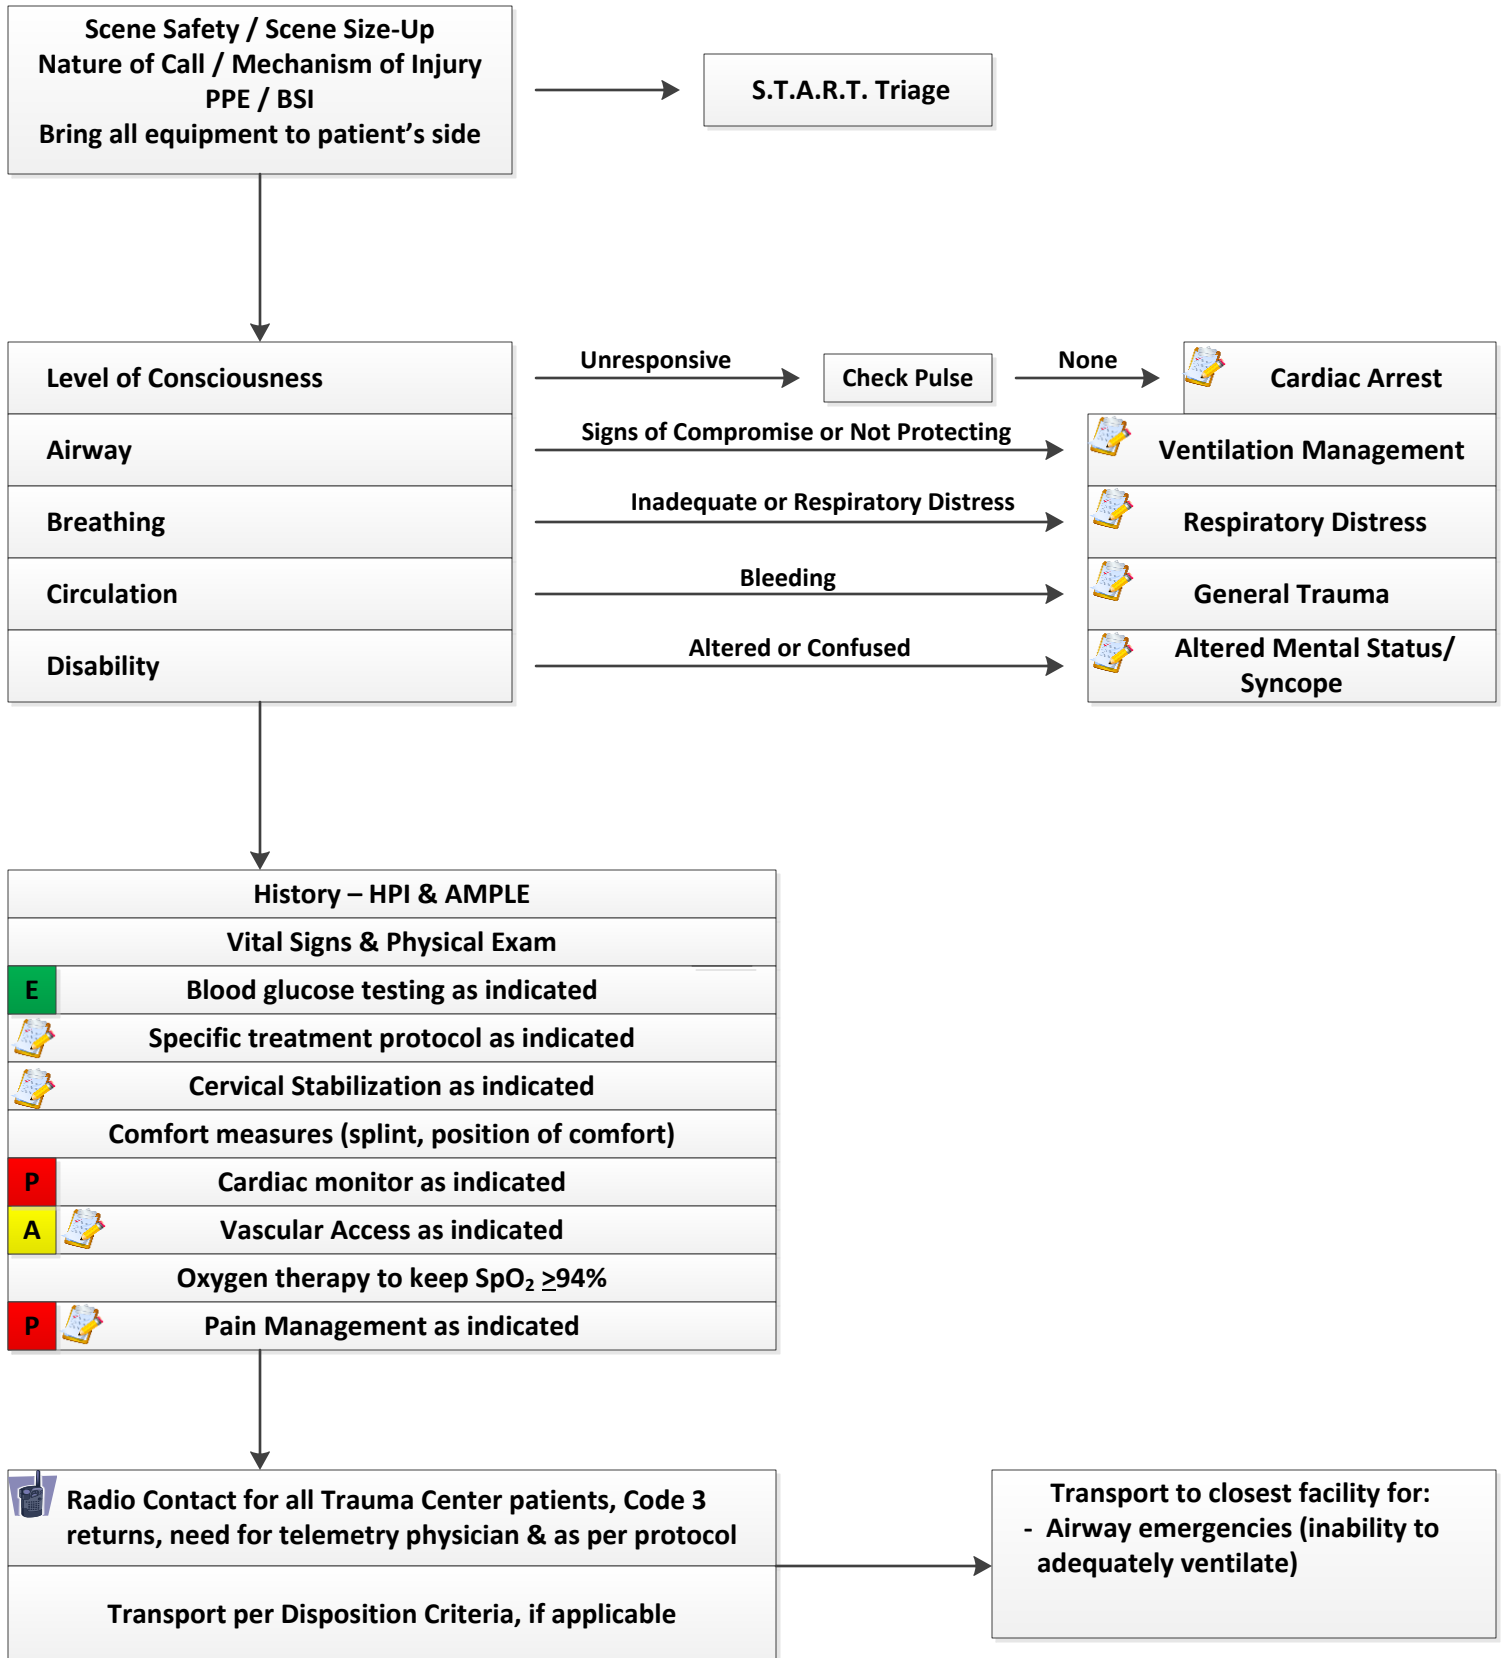 Scene Safety / Scene Size-Up
Nature of Call / Mechanism of Injury
PPE / BSI
Bring all equipment to patient’s side
S.T.A.R.T. Triage
Level of Consciousness
Unresponsive
Check Pulse
None
Cardiac Arrest
Airway
Signs of Compromise or Not Protecting
Ventilation Management
Breathing
Inadequate or Respiratory Distress
Respiratory Distress
Circulation
Bleeding
General Trauma
Disability
Altered or Confused
Altered Mental Status/
Syncope
History – HPI & AMPLE
Vital Signs & Physical Exam
E Blood glucose testing as indicated
Specific treatment protocol as indicated
Cervical Stabilization as indicated
Comfort measures (splint, position of comfort)
P Cardiac monitor as indicated
A Vascular Access as indicated
Oxygen therapy to keep SpO₂ ≥94%
P Pain Management as indicated
Radio Contact for all Trauma Center patients, Code 3
returns, need for telemetry physician & as per protocol
Transport per Disposition Criteria, if applicable
Transport to closest facility for:
- Airway emergencies (inability to
adequately ventilate)